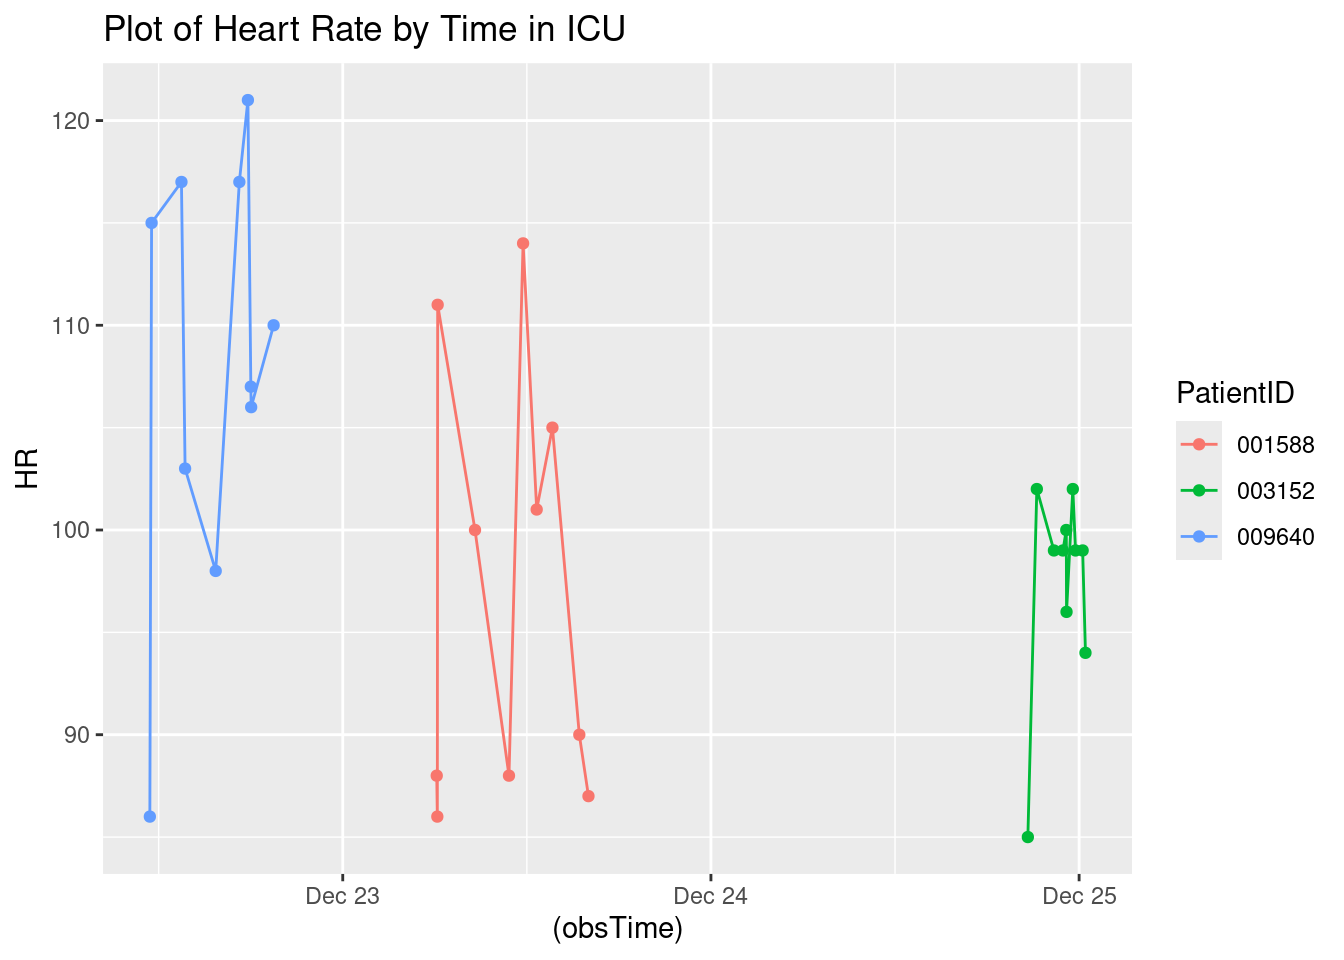 Plot of Heart Rate by Time in ICU
120
110
100
90
HR
Dec 23
Dec 24
Dec 25
(obsTime)
PatientID
001588
003152
009640